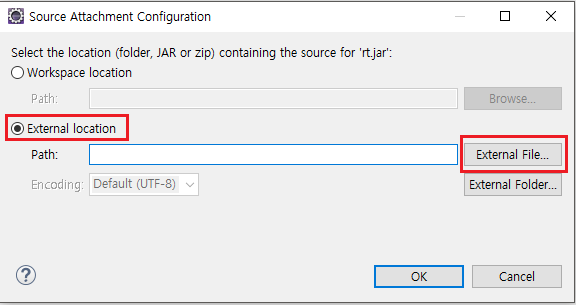 Source Attachment Configuration
Select the location (folder, JAR or zip) containing the source for 'rt.jar':
Workspace location
Path:
Browse...
External location
Path:
External File...
Encoding: Default (UTF-8)
External Folder...
?
OK
Cancel